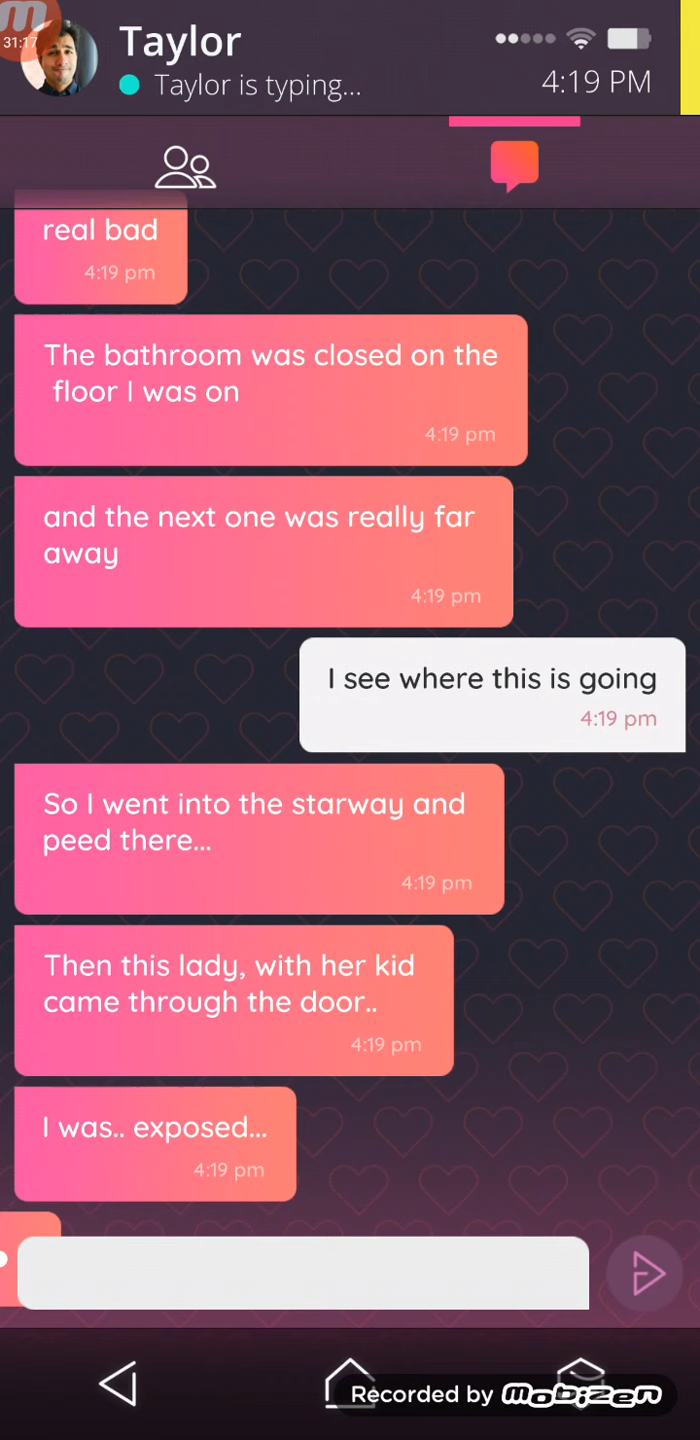 31:17
Taylor
Taylor is typing...
4:19 PM
real bad
4:19 pm
The bathroom was closed on the
floor I was on
4:19 pm
and the next one was really far
away
4:19 pm
I see where this is going
4:19 pm
So I went into the starway and
peed there...
4:19 pm
Then this lady, with her kid
came through the door..
4:19 pm
I was.. exposed...
4:19 pm
Recorded by mobizen